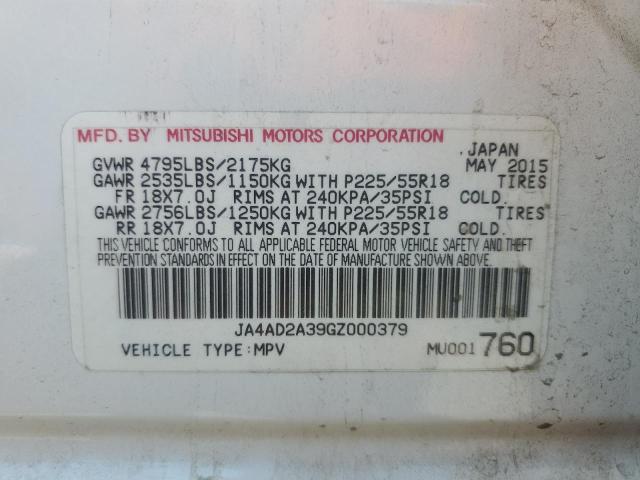 MFD. BY MITSUBISHI MOTORS CORPORATION
JAPAN
GVWR 4795LBS/2175KG MAY 2015
GAWR 2535LBS/1150KG WITH P225/55R18 TIRES
FR 18X7.0J RIMS AT 240KPA/35PSI COLD.
GAWR 2756LBS/1250KG WITH P225/55R18 TIRES
RR 18X7.0J RIMS AT 240KPA/35PSI COLD.
THIS VEHICLE CONFORMS TO ALL APPLICABLE FEDERAL MOTOR VEHICLE SAFETY AND THEFT
PREVENTION STANDARDS IN EFFECT ON THE DATE OF MANUFACTURE SHOWN ABOVE.
JA4AD2A39GZ000379
VEHICLE TYPE:MPV MU001 760